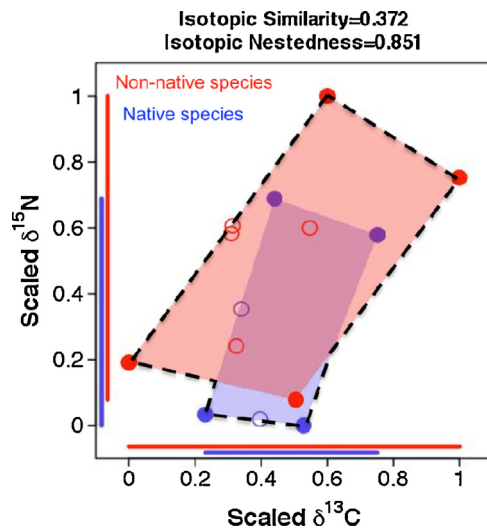 Isotopic Similarity=0.372
Isotopic Nestedness=0.851
Non-native species
Native species
Scaled δ¹⁵N
1
0.8
0.6
0.4
0.2
0
0 0.2 0.4 0.6 0.8 1
Scaled δ¹³C